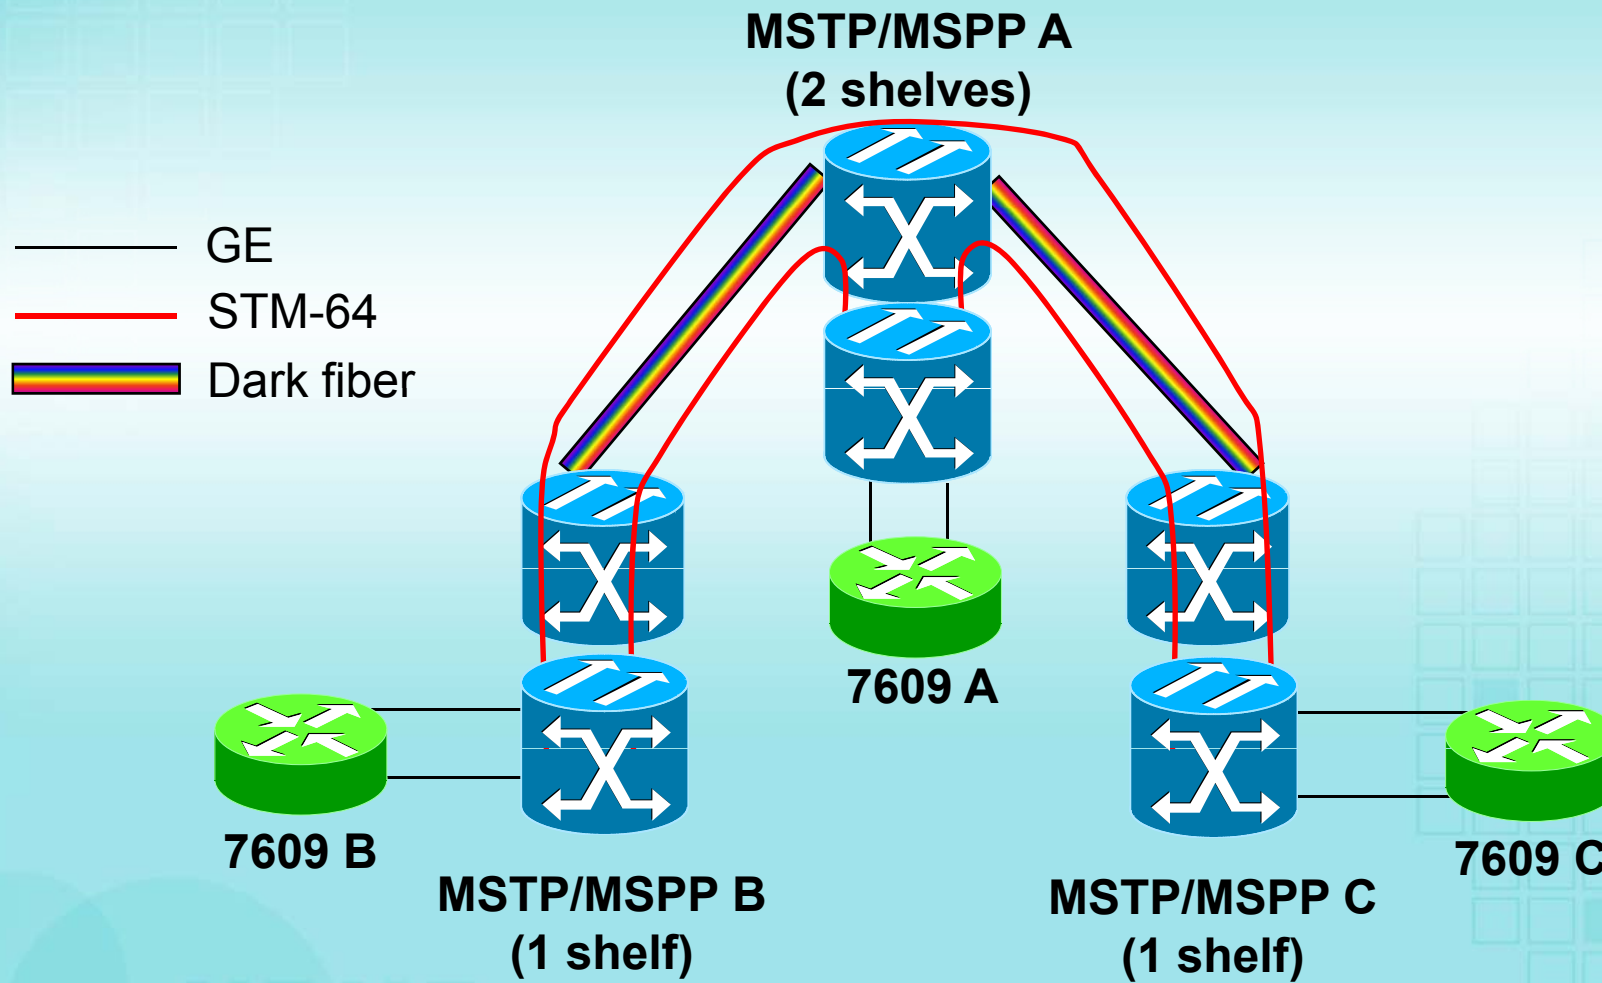 MSTP/MSPP A
(2 shelves)
GE
STM-64
Dark fiber
7609 A
7609 B
7609 C
MSTP/MSPP B
(1 shelf)
MSTP/MSPP C
(1 shelf)